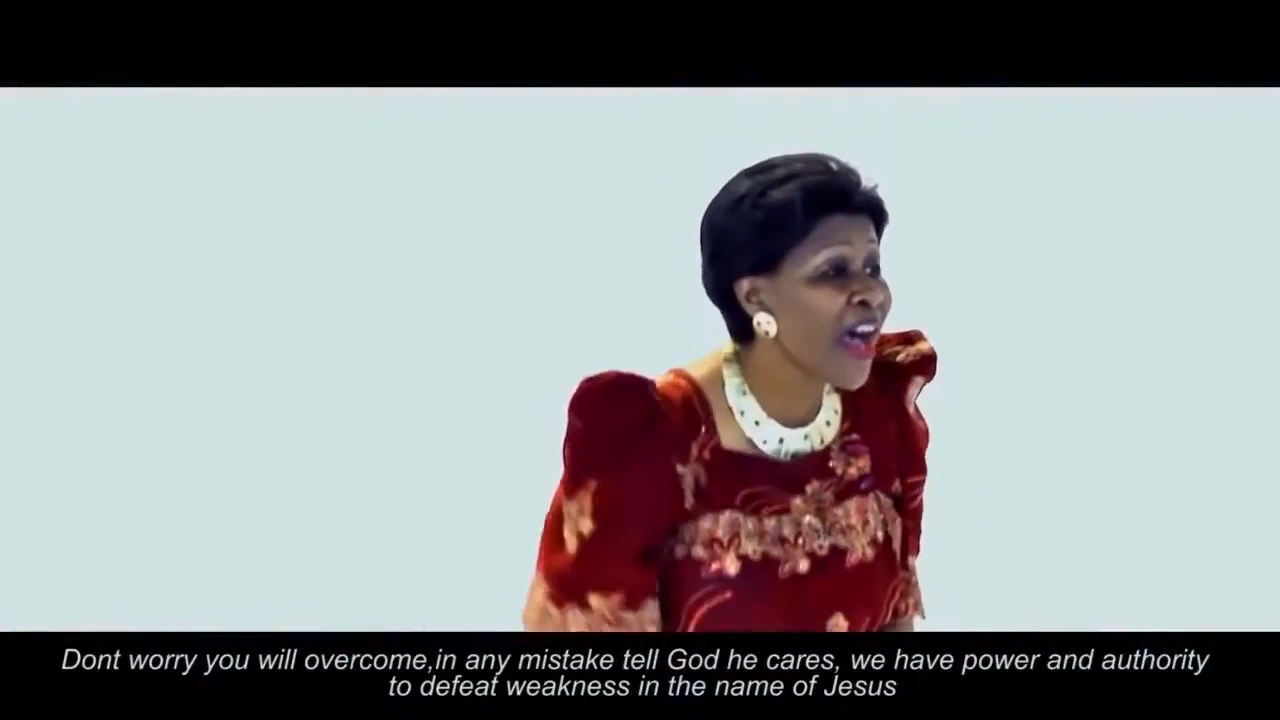 Dont worry you will overcome,in any mistake tell God he cares, we have power and authority
to defeat weakness in the name of Jesus